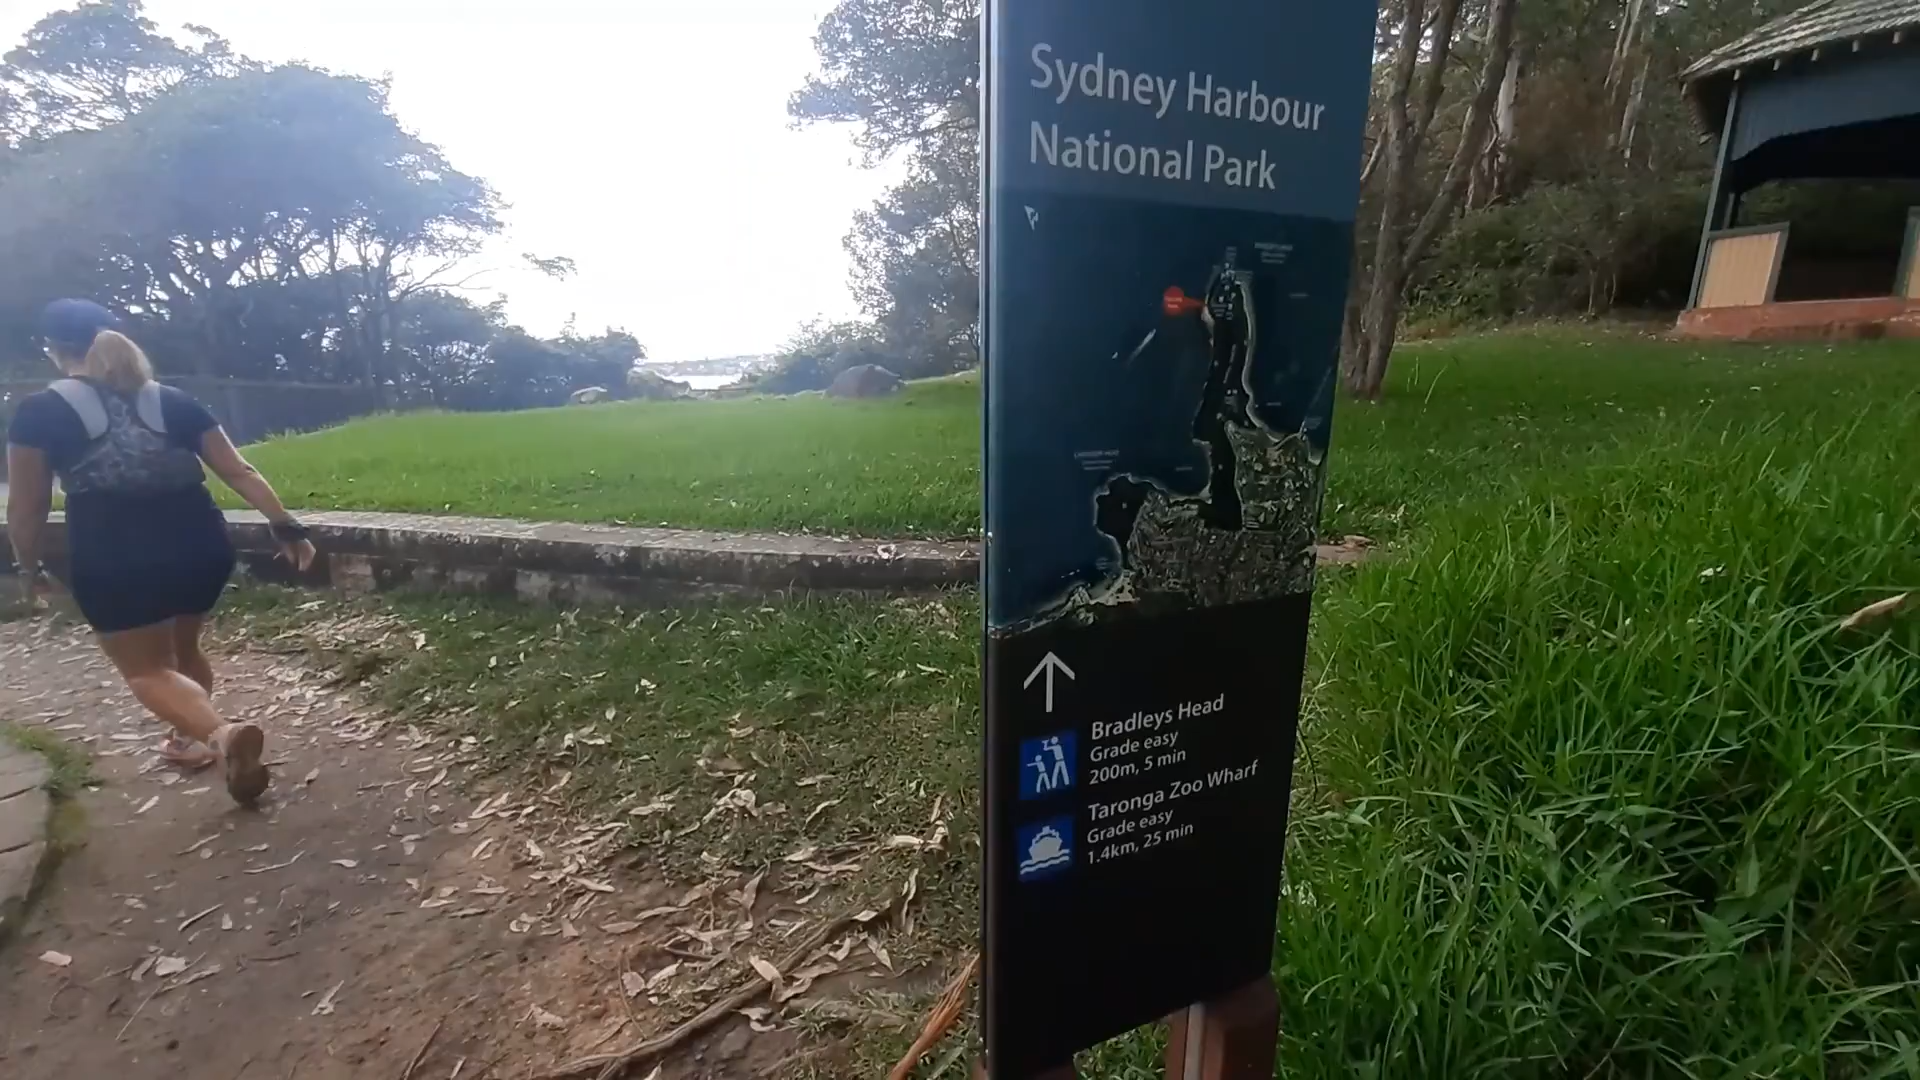 Sydney Harbour
National Park
Bradleys Head
Grade easy
200m, 5 min
Taronga Zoo Wharf
Grade easy
1.4km, 25 min